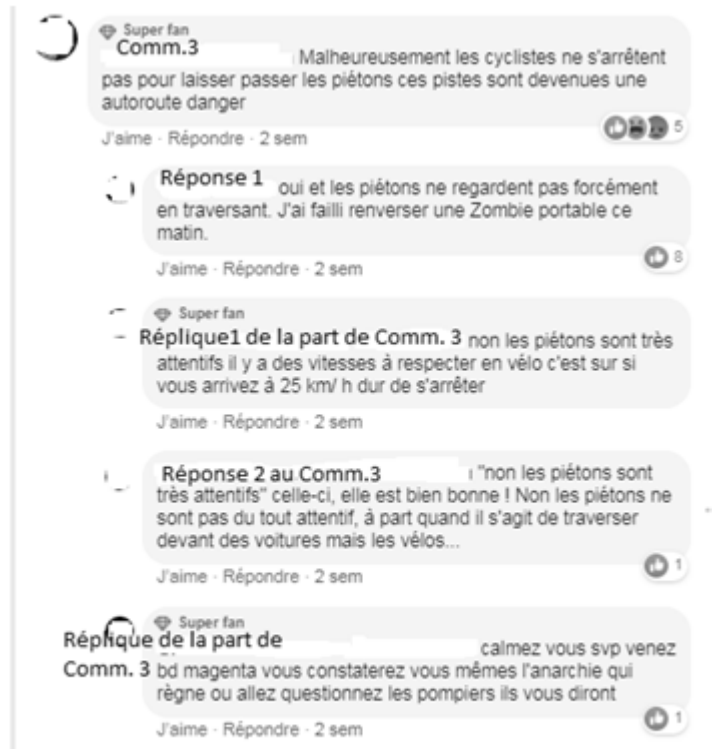 Super fan
Comm.3 Malheureusement les cyclistes ne s'arrêtent
pas pour laisser passer les piétons ces pistes sont devenues une
autoroute danger
5
J'aime · Répondre · 2 sem
Réponse 1 oui et les piétons ne regardent pas forcément
en traversant. J'ai failli renverser une Zombie portable ce
matin.
8
J'aime · Répondre · 2 sem
Super fan
Réplique1 de la part de Comm. 3 non les piétons sont très
attentifs il y a des vitesses à respecter en vélo c'est sur si
vous arrivez à 25 km/ h dur de s'arrêter
J'aime · Répondre · 2 sem
Réponse 2 au Comm.3 "non les piétons sont
très attentifs" celle-ci, elle est bien bonne ! Non les piétons ne
sont pas du tout attentif, à part quand il s'agit de traverser
devant des voitures mais les vélos...
1
J'aime · Répondre · 2 sem
Super fan
Réplique de la part de
Comm. 3
calmez vous svp venez
bd magenta vous constaterez vous mêmes l'anarchie qui
règne ou allez questionnez les pompiers ils vous diront
1
J'aime · Répondre · 2 sem